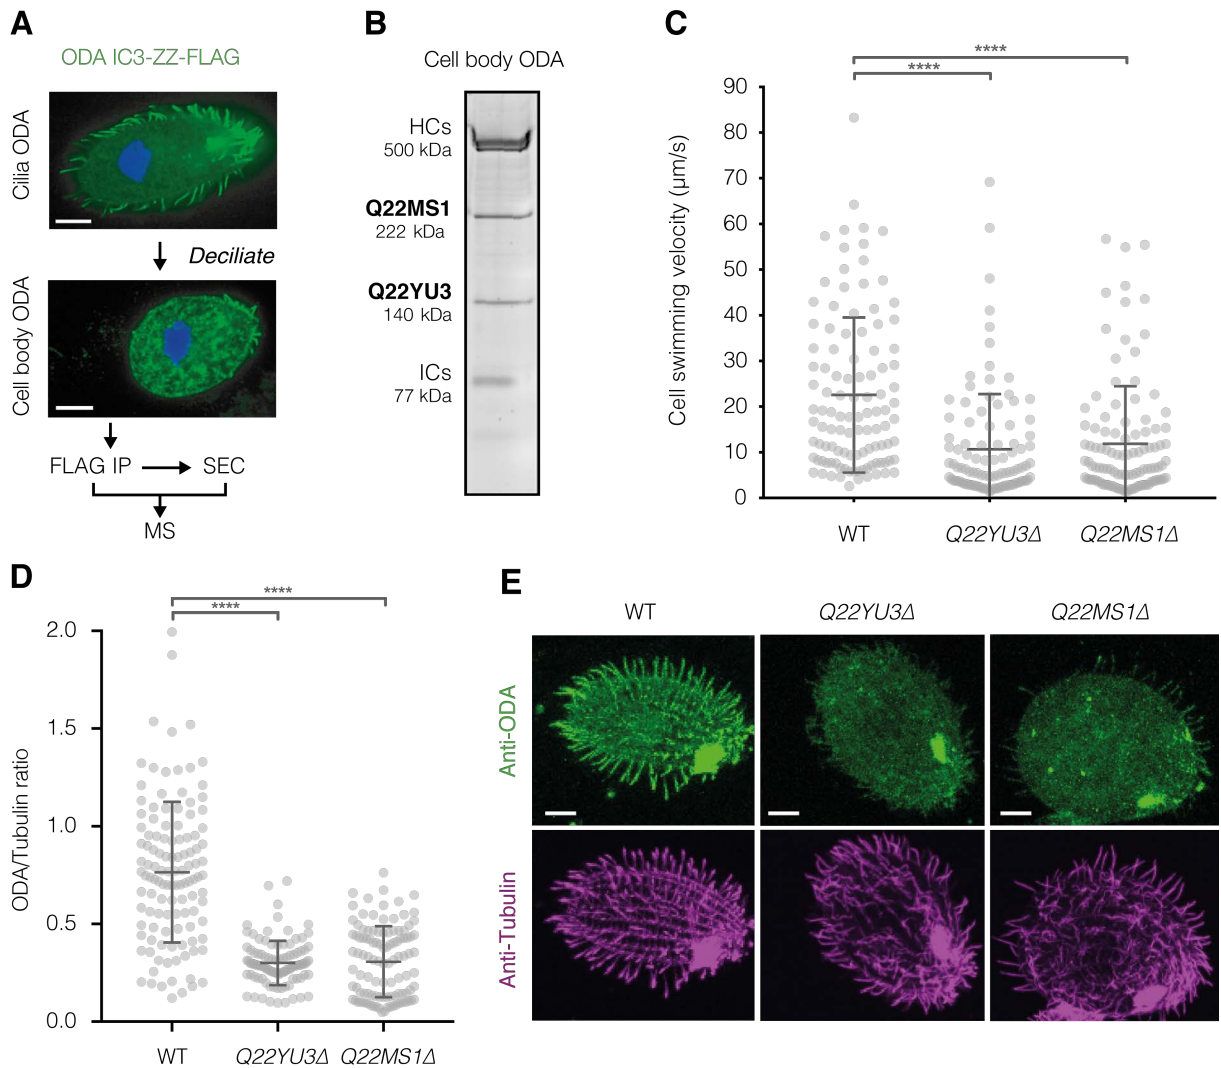 A
ODA IC3-ZZ-FLAG
Cilia ODA
Deciliate
Cell body ODA
FLAG IP
SEC
MS
B
Cell body ODA
HCs
500 kDa
Q22MS1
222 kDa
Q22YU3
140 kDa
ICs
77 kDa
C
****
****
Cell swimming velocity (μm/s)
90
80
70
60
50
40
30
20
10
0
WT
Q22YU3Δ
Q22MS1Δ
D
****
****
ODA/Tubulin ratio
2.0
1.5
1.0
0.5
0.0
WT
Q22YU3Δ
Q22MS1Δ
E
WT
Q22YU3Δ
Q22MS1Δ
Anti-ODA
Anti-Tubulin